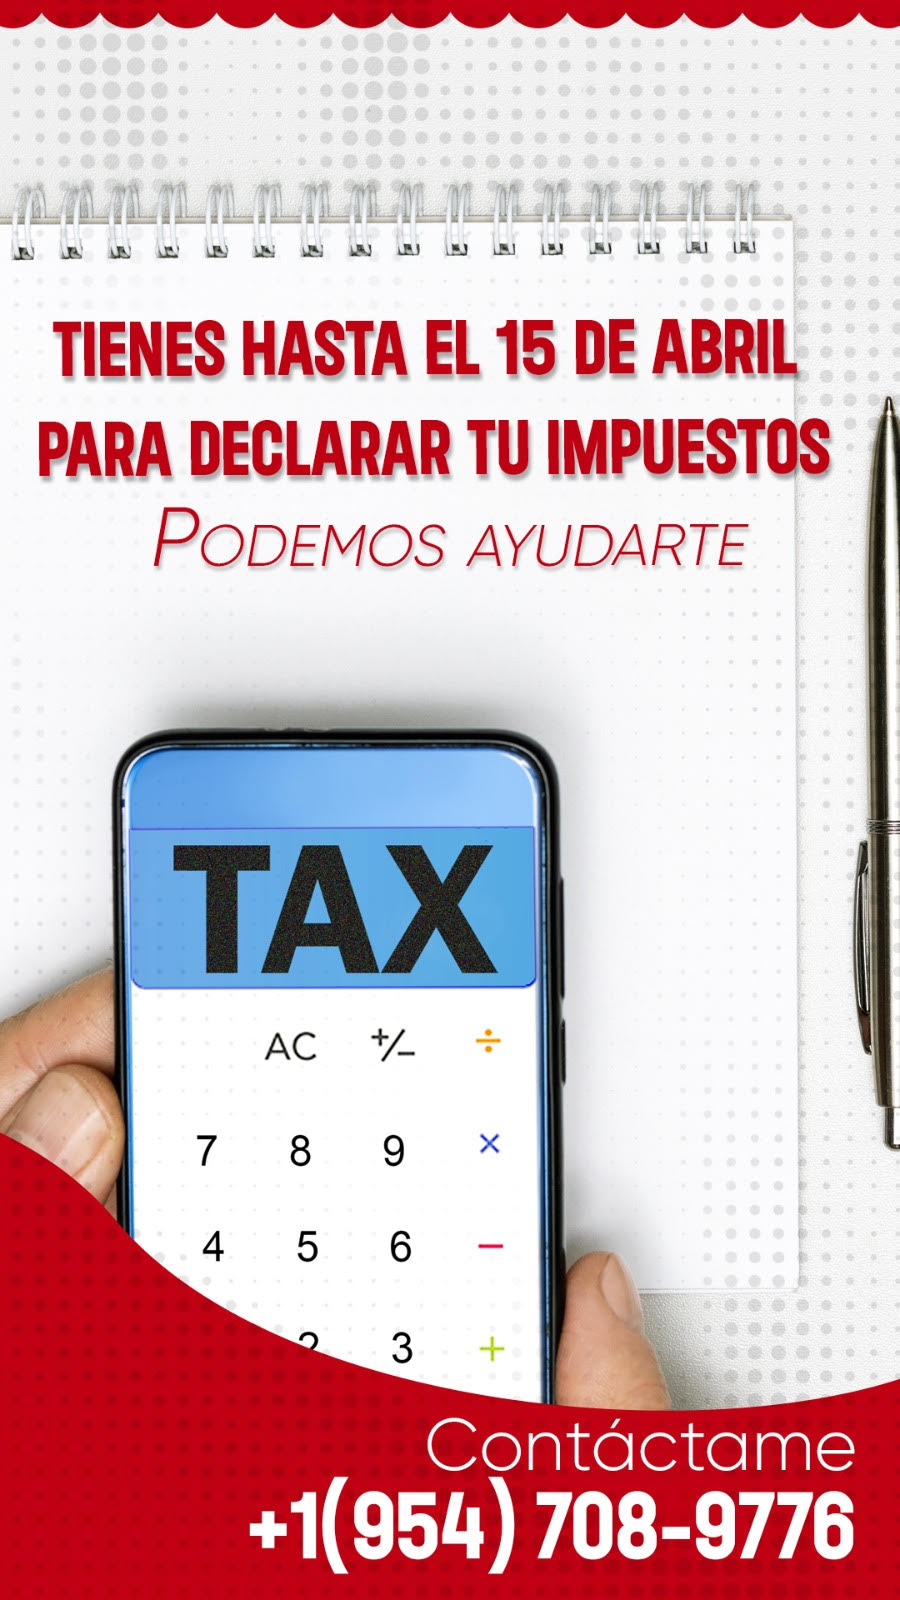 TIENES HASTA EL 15 DE ABRIL
PARA DECLARAR TU IMPUESTOS
PODEMOS AYUDARTE
TAX
AC +/− ÷
7 8 9 ×
4 5 6 −
2 3 +
Contáctame
+1(954) 708-9776